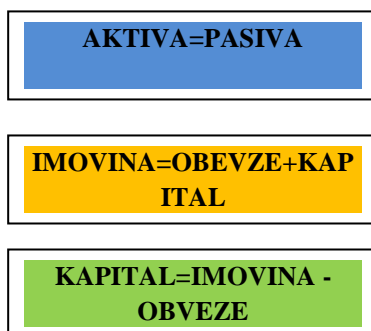 AKTIVA=PASIVA
IMOVINA=OBEVZE+KAP
ITAL
KAPITAL=IMOVINA -
OBVEZE